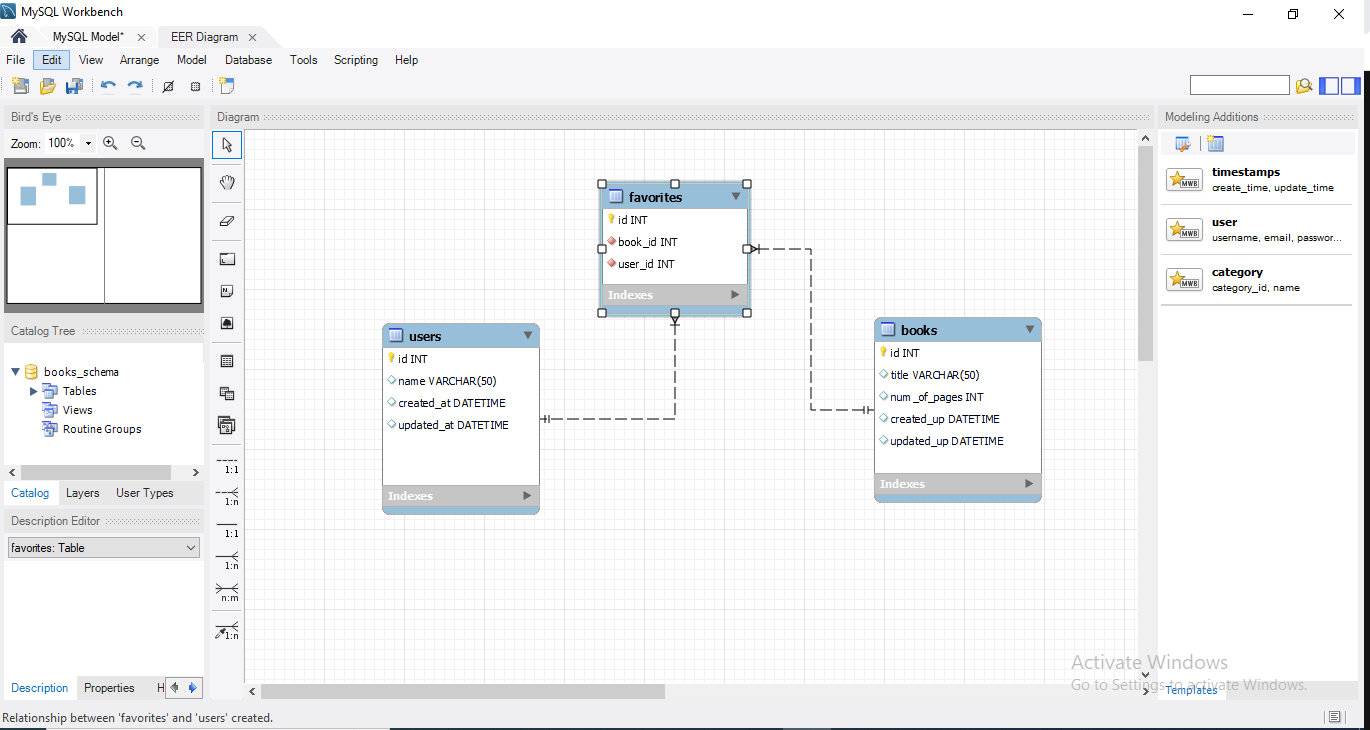 MySQL Workbench
MySQL Model*
EER Diagram
File Edit View Arrange Model Database Tools Scripting Help
Bird's Eye
Zoom: 100%
Catalog Tree
books_schema
Tables
Views
Routine Groups
Catalog Layers User Types
Description Editor
favorites: Table
Description Properties H
Diagram
1:1
1:n
1:1
1:n
n:m
1:n
favorites
id INT
book_id INT
user_id INT
Indexes
users
id INT
name VARCHAR(50)
created_at DATETIME
updated_at DATETIME
Indexes
books
id INT
title VARCHAR(50)
num_of_pages INT
created_up DATETIME
updated_up DATETIME
Indexes
Modeling Additions
MWB
timestamps
create_time, update_time
MWB
user
username, email, passwor...
MWB
category
category_id, name
Activate Windows
Go to Settings to activate Windows.
Templates
Relationship between 'favorites' and 'users' created.